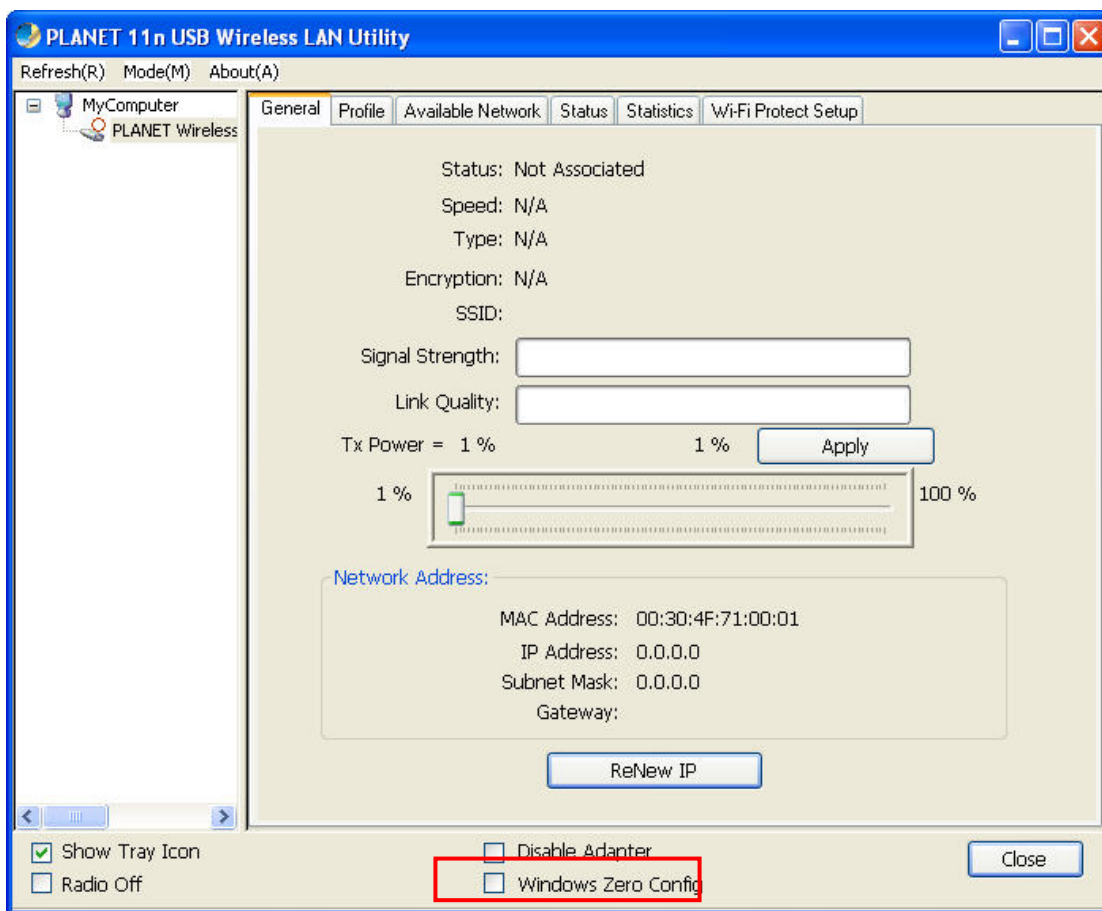 PLANET 11n USB Wireless LAN Utility
Refresh(R) Mode(M) About(A)
MyComputer
PLANET Wireless
General Profile Available Network Status Statistics Wi-Fi Protect Setup
Status: Not Associated
Speed: N/A
Type: N/A
Encryption: N/A
SSID:
Signal Strength:
Link Quality:
Tx Power = 1 % 1 % Apply
1 % 100 %
Network Address:
MAC Address: 00:30:4F:71:00:01
IP Address: 0.0.0.0
Subnet Mask: 0.0.0.0
Gateway:
ReNew IP
Show Tray Icon Disable Adapter Close
Radio Off Windows Zero Config